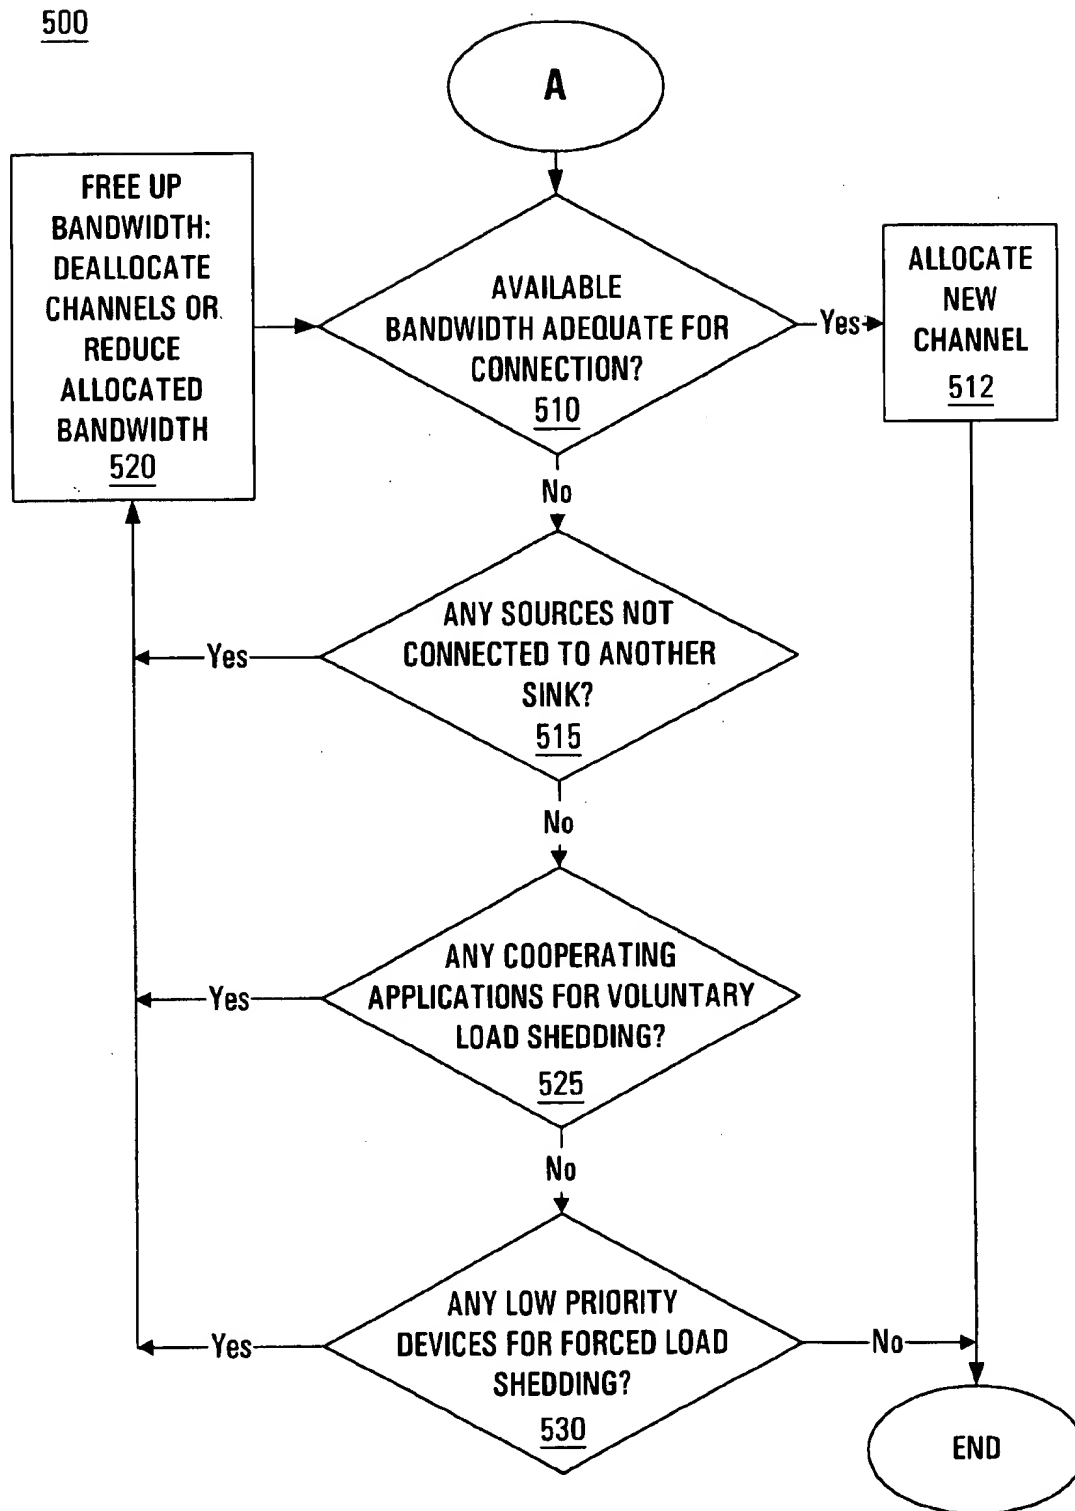 500
A
FREE UP
BANDWIDTH:
DEALLOCATE
CHANNELS OR
REDUCE
ALLOCATED
BANDWIDTH
520
AVAILABLE
BANDWIDTH ADEQUATE FOR
CONNECTION?
510
Yes
ALLOCATE
NEW
CHANNEL
512
No
ANY SOURCES NOT
CONNECTED TO ANOTHER
SINK?
515
Yes
No
ANY COOPERATING
APPLICATIONS FOR VOLUNTARY
LOAD SHEDDING?
525
Yes
No
ANY LOW PRIORITY
DEVICES FOR FORCED LOAD
SHEDDING?
530
Yes
No
END